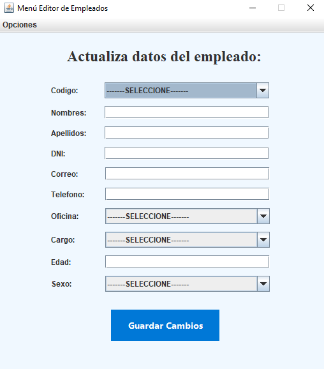 Menú Editor de Empleados
Opciones
Actualiza datos del empleado:
Codigo: -------SELECCIONE-------
Nombres:
Apellidos:
DNI:
Correo:
Telefono:
Oficina: -------SELECCIONE-------
Cargo: -------SELECCIONE-------
Edad:
Sexo: -------SELECCIONE-------
Guardar Cambios